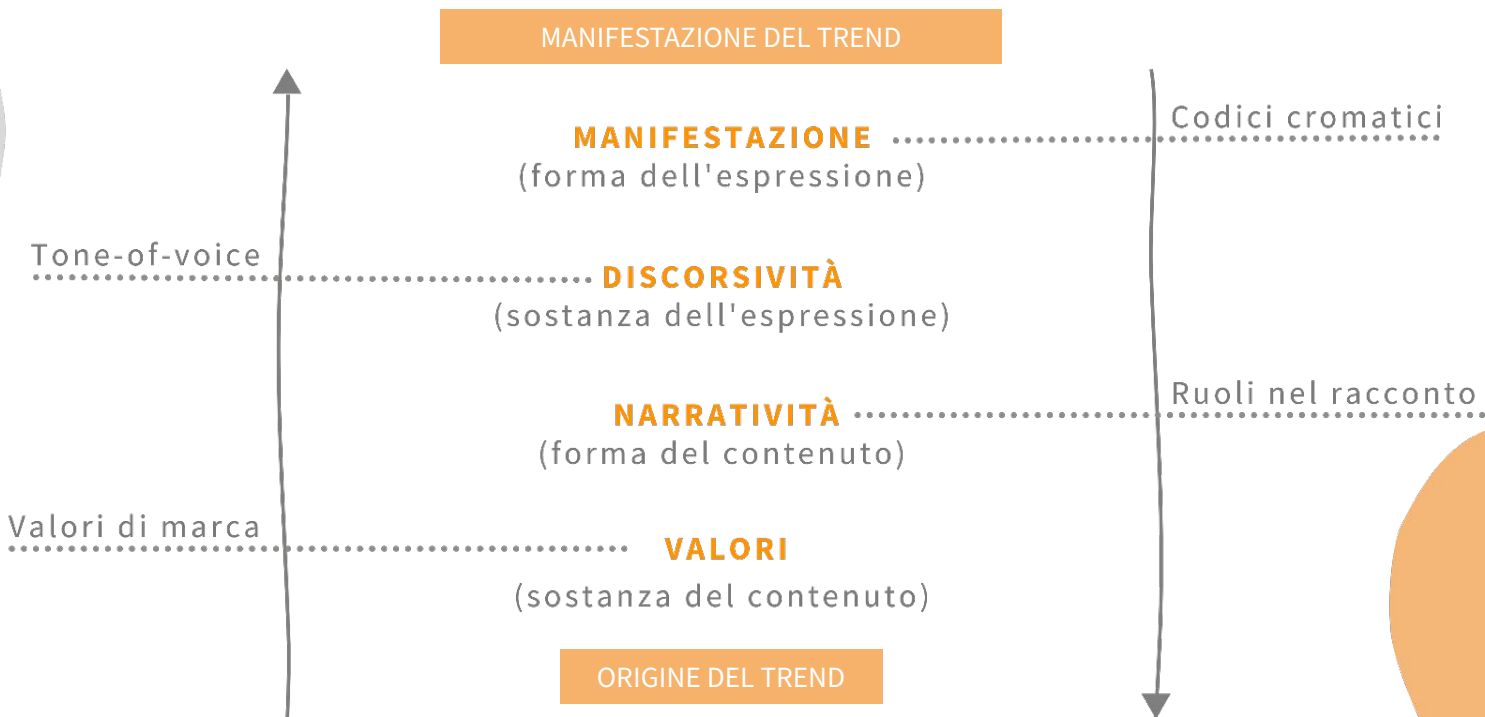 MANIFESTAZIONE DEL TREND
Codici cromatici
MANIFESTAZIONE
(forma dell'espressione)
Tone-of-voice
DISCORSIVITÀ
(sostanza dell'espressione)
Ruoli nel racconto
NARRATIVITÀ
(forma del contenuto)
Valori di marca
VALORI
(sostanza del contenuto)
ORIGINE DEL TREND